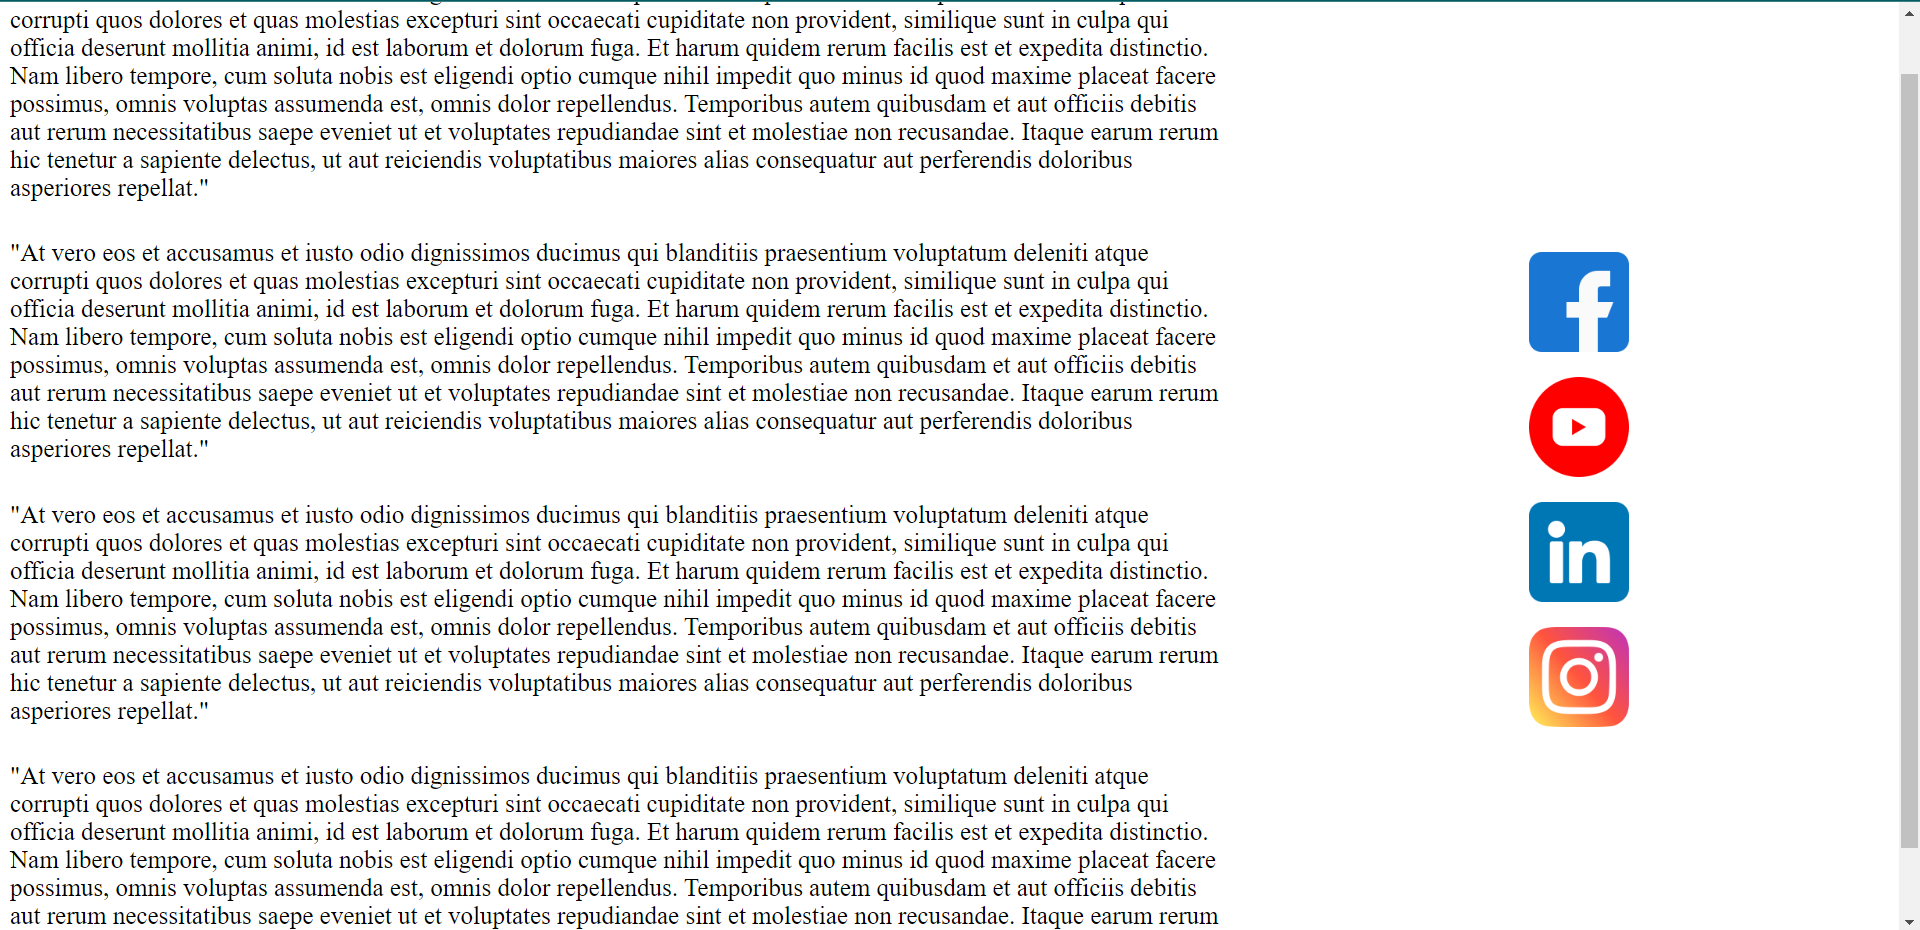 corrupti quos dolores et quas molestias excepturi sint occaecati cupiditate non provident, similique sunt in culpa qui
officia deserunt mollitia animi, id est laborum et dolorum fuga. Et harum quidem rerum facilis est et expedita distinctio.
Nam libero tempore, cum soluta nobis est eligendi optio cumque nihil impedit quo minus id quod maxime placeat facere
possimus, omnis voluptas assumenda est, omnis dolor repellendus. Temporibus autem quibusdam et aut officiis debitis
aut rerum necessitatibus saepe eveniet ut et voluptates repudiandae sint et molestiae non recusandae. Itaque earum rerum
hic tenetur a sapiente delectus, ut aut reiciendis voluptatibus maiores alias consequatur aut perferendis doloribus
asperiores repellat."
"At vero eos et accusamus et iusto odio dignissimos ducimus qui blanditiis praesentium voluptatum deleniti atque
corrupti quos dolores et quas molestias excepturi sint occaecati cupiditate non provident, similique sunt in culpa qui
officia deserunt mollitia animi, id est laborum et dolorum fuga. Et harum quidem rerum facilis est et expedita distinctio.
Nam libero tempore, cum soluta nobis est eligendi optio cumque nihil impedit quo minus id quod maxime placeat facere
possimus, omnis voluptas assumenda est, omnis dolor repellendus. Temporibus autem quibusdam et aut officiis debitis
aut rerum necessitatibus saepe eveniet ut et voluptates repudiandae sint et molestiae non recusandae. Itaque earum rerum
hic tenetur a sapiente delectus, ut aut reiciendis voluptatibus maiores alias consequatur aut perferendis doloribus
asperiores repellat."
"At vero eos et accusamus et iusto odio dignissimos ducimus qui blanditiis praesentium voluptatum deleniti atque
corrupti quos dolores et quas molestias excepturi sint occaecati cupiditate non provident, similique sunt in culpa qui
officia deserunt mollitia animi, id est laborum et dolorum fuga. Et harum quidem rerum facilis est et expedita distinctio.
Nam libero tempore, cum soluta nobis est eligendi optio cumque nihil impedit quo minus id quod maxime placeat facere
possimus, omnis voluptas assumenda est, omnis dolor repellendus. Temporibus autem quibusdam et aut officiis debitis
aut rerum necessitatibus saepe eveniet ut et voluptates repudiandae sint et molestiae non recusandae. Itaque earum rerum
hic tenetur a sapiente delectus, ut aut reiciendis voluptatibus maiores alias consequatur aut perferendis doloribus
asperiores repellat."
"At vero eos et accusamus et iusto odio dignissimos ducimus qui blanditiis praesentium voluptatum deleniti atque
corrupti quos dolores et quas molestias excepturi sint occaecati cupiditate non provident, similique sunt in culpa qui
officia deserunt mollitia animi, id est laborum et dolorum fuga. Et harum quidem rerum facilis est et expedita distinctio.
Nam libero tempore, cum soluta nobis est eligendi optio cumque nihil impedit quo minus id quod maxime placeat facere
possimus, omnis voluptas assumenda est, omnis dolor repellendus. Temporibus autem quibusdam et aut officiis debitis
aut rerum necessitatibus saepe eveniet ut et voluptates repudiandae sint et molestiae non recusandae. Itaque earum rerum
f
in